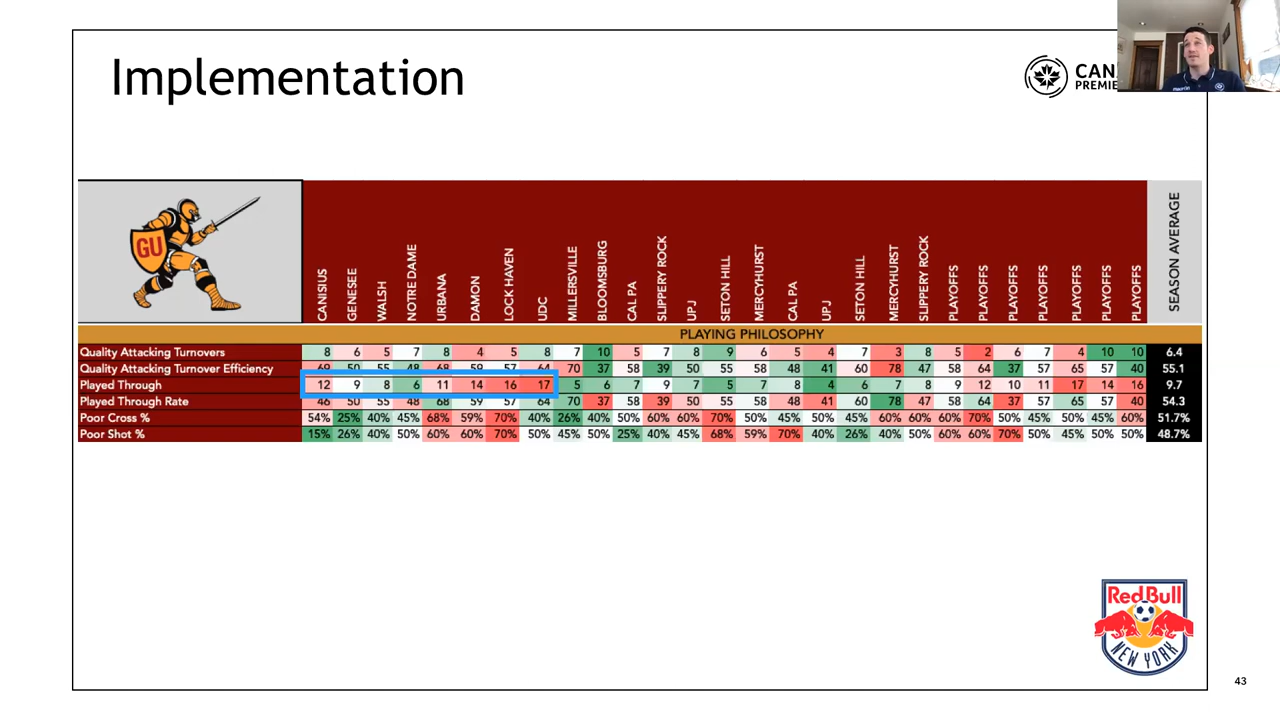 Implementation
CAN
PREMIE
GU
CANISIUS GENESEE WALSH NOTRE DAME URBANA DAMON LOCK HAVEN UDC MILLERSVILLE BLOOMSBURG CAL PA SLIPPERY ROCK UPJ SETON HILL MERCYHURST CAL PA UPJ SETON HILL MERCYHURST SLIPPERY ROCK PLAYOFFS PLAYOFFS PLAYOFFS PLAYOFFS PLAYOFFS PLAYOFFS PLAYOFFS SEASON AVERAGE
PLAYING PHILOSOPHY
Quality Attacking Turnovers 8 6 5 7 8 4 5 8 7 10 5 7 8 9 6 5 4 7 3 8 5 2 6 7 4 10 10 6.4
Quality Attacking Turnover Efficiency 69 50 55 48 68 59 57 64 70 37 58 39 50 55 58 48 41 60 78 47 58 64 37 57 65 57 40 55.1
Played Through 12 9 8 6 11 14 16 17 5 6 7 9 7 5 7 8 4 6 7 8 9 12 10 11 17 14 16 9.7
Played Through Rate 46 50 55 48 68 59 57 64 70 37 58 39 50 55 58 48 41 60 78 47 58 64 37 57 65 57 40 54.3
Poor Cross % 54% 25% 40% 45% 68% 59% 70% 40% 26% 40% 50% 60% 60% 70% 50% 60% 40% 50% 60% 60% 60% 70% 50% 45% 50% 45% 60% 51.7%
Poor Shot % 15% 26% 40% 50% 60% 60% 70% 50% 45% 50% 25% 40% 45% 68% 59% 70% 40% 26% 40% 50% 60% 60% 70% 50% 45% 50% 50% 48.7%
Red Bull
NEW YORK
43